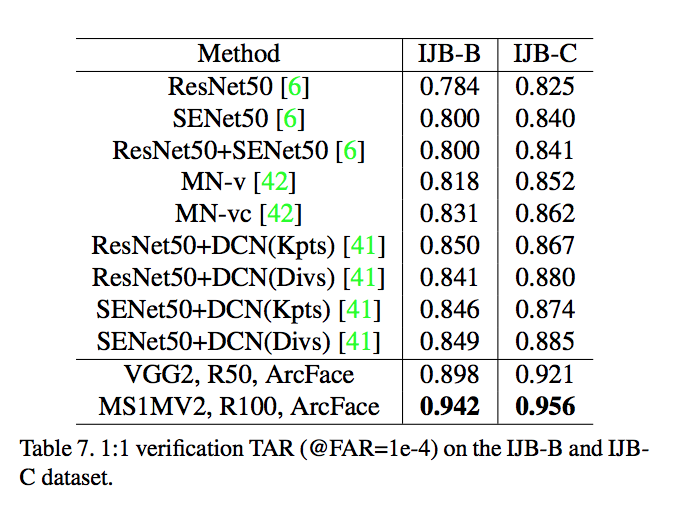 Method IJB-B IJB-C
ResNet50 [6] 0.784 0.825
SENet50 [6] 0.800 0.840
ResNet50+SENet50 [6] 0.800 0.841
MN-v [42] 0.818 0.852
MN-vc [42] 0.831 0.862
ResNet50+DCN(Kpts) [41] 0.850 0.867
ResNet50+DCN(Divs) [41] 0.841 0.880
SENet50+DCN(Kpts) [41] 0.846 0.874
SENet50+DCN(Divs) [41] 0.849 0.885
VGG2, R50, ArcFace 0.898 0.921
MS1MV2, R100, ArcFace 0.942 0.956
Table 7. 1:1 verification TAR (@FAR=1e-4) on the IJB-B and IJB-
C dataset.